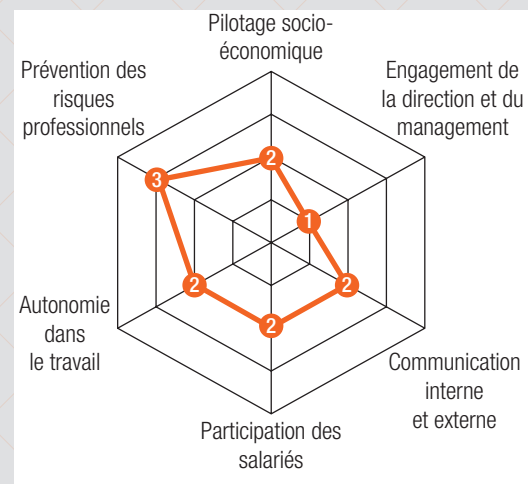 Pilotage socio-
économique
Engagement de
la direction et du
management
Prévention des
risques
professionnels
2
3
1
2
2
2
Autonomie
dans
le travail
Communication
interne
et externe
Participation des
salariés